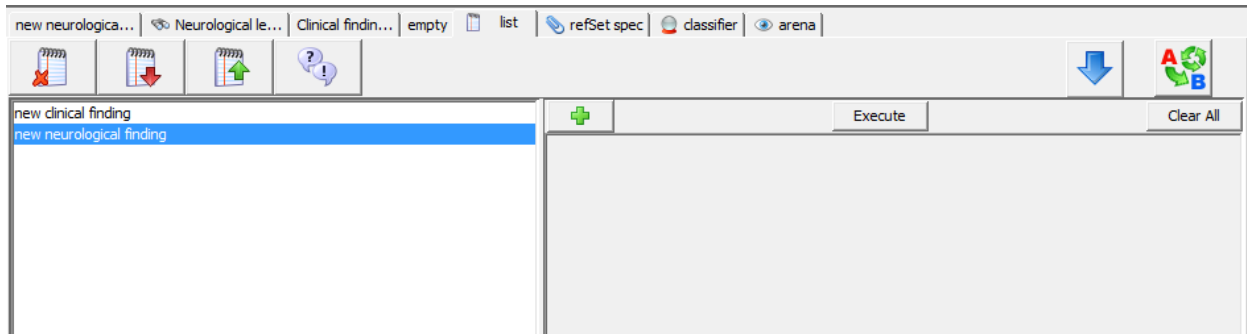 new neurologica... Neurological le... Clinical findin... empty list refSet spec classifier arena
A
B
new clinical finding
new neurological finding
Execute Clear All